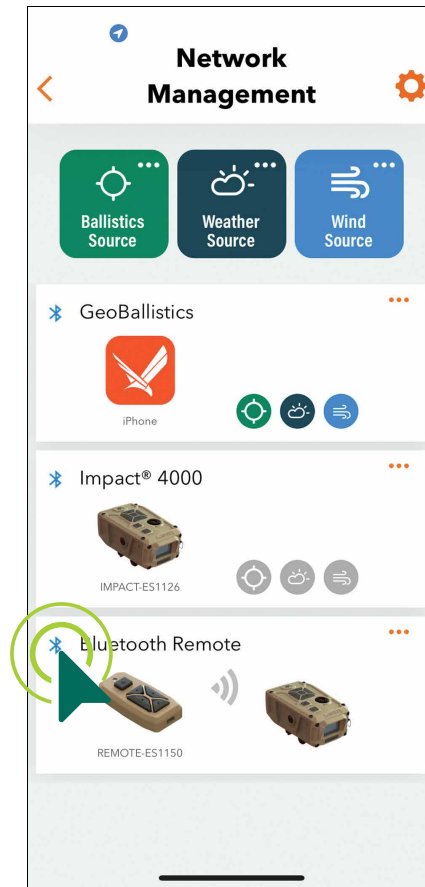 Network
Management
Ballistics
Source
Weather
Source
Wind
Source
GeoBallistics
iPhone
Impact® 4000
IMPACT-ES1126
Bluetooth Remote
REMOTE-ES1150